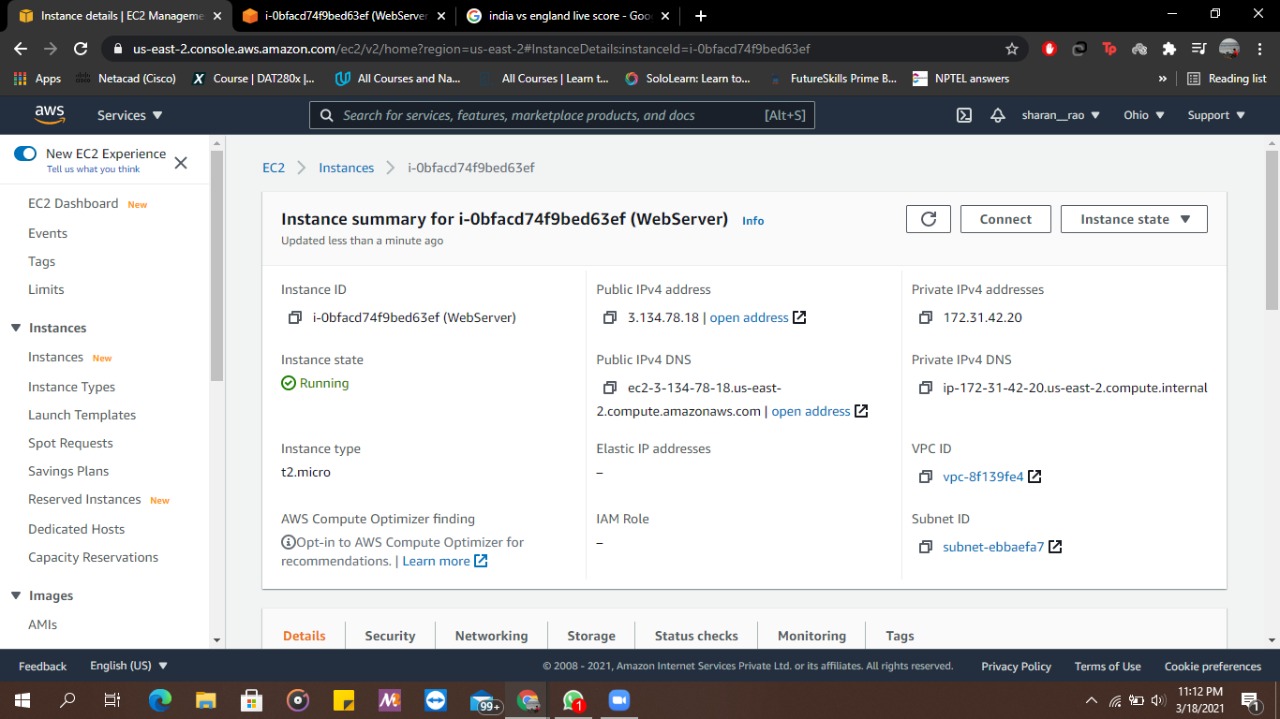 Instance details | EC2 Manageme
i-0bfacd74f9bed63ef (WebServer
india vs england live score - Goo
us-east-2.console.aws.amazon.com/ec2/v2/home?region=us-east-2#InstanceDetails:instanceId=i-0bfacd74f9bed63ef
Apps
Netacad (Cisco)
Course | DAT280x |...
All Courses and Na...
All Courses | Learn t...
SoloLearn: Learn to...
FutureSkills Prime B...
NPTEL answers
»
Reading list
aws
Services
Search for services, features, marketplace products, and docs
[Alt+S]
sharan__rao
Ohio
Support
New EC2 Experience
Tell us what you think
EC2 Dashboard New
Events
Tags
Limits
Instances
Instances New
Instance Types
Launch Templates
Spot Requests
Savings Plans
Reserved Instances New
Dedicated Hosts
Capacity Reservations
Images
AMIs
EC2 > Instances > i-0bfacd74f9bed63ef
Instance summary for i-0bfacd74f9bed63ef (WebServer) Info
Updated less than a minute ago
Connect
Instance state
Instance ID
i-0bfacd74f9bed63ef (WebServer)
Public IPv4 address
3.134.78.18 | open address
Private IPv4 addresses
172.31.42.20
Instance state
Running
Public IPv4 DNS
ec2-3-134-78-18.us-east-
2.compute.amazonaws.com | open address
Private IPv4 DNS
ip-172-31-42-20.us-east-2.compute.internal
Instance type
t2.micro
Elastic IP addresses
–
VPC ID
vpc-8f139fe4
AWS Compute Optimizer finding
Opt-in to AWS Compute Optimizer for
recommendations. | Learn more
IAM Role
–
Subnet ID
subnet-ebbaefa7
Details
Security
Networking
Storage
Status checks
Monitoring
Tags
Feedback
English (US)
© 2008 - 2021, Amazon Internet Services Private Ltd. or its affiliates. All rights reserved.
Privacy Policy
Terms of Use
Cookie preferences
99+
1
11:12 PM
3/18/2021
1